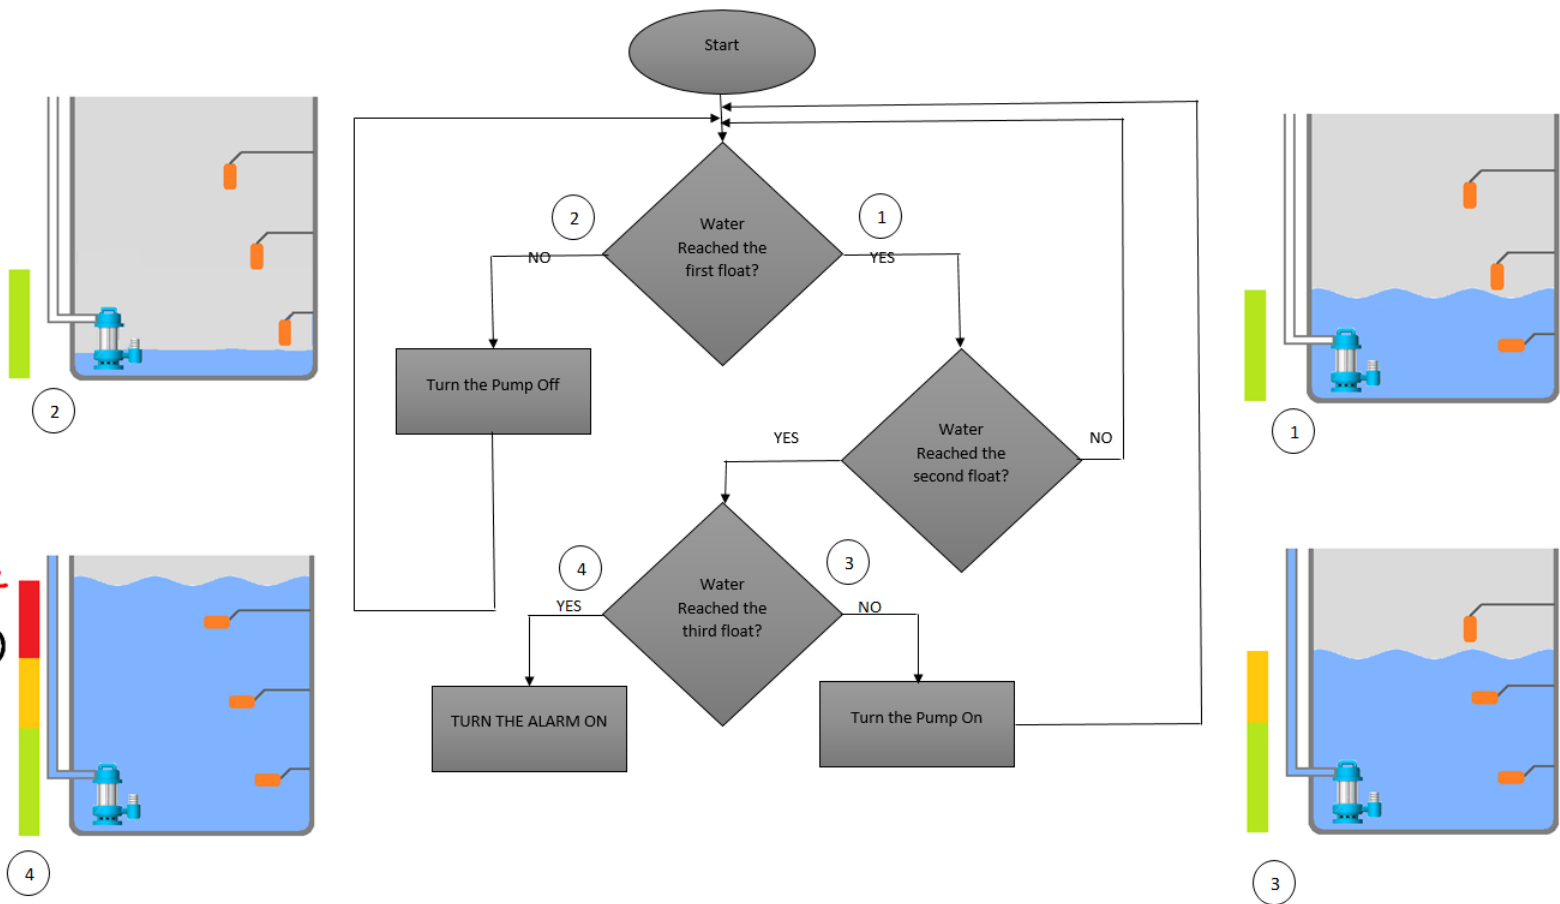 Start
2
1
Water
Reached the
first float?
NO
YES
Turn the Pump Off
2
1
Water
Reached the
second float?
YES
NO
4
3
Water
Reached the
third float?
YES
NO
TURN THE ALARM ON
Turn the Pump On
4
3